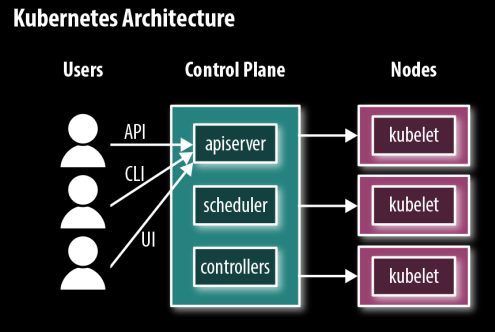 Kubernetes Architecture
Users
Control Plane
Nodes
API
CLI
UI
apiserver
scheduler
controllers
kubelet
kubelet
kubelet